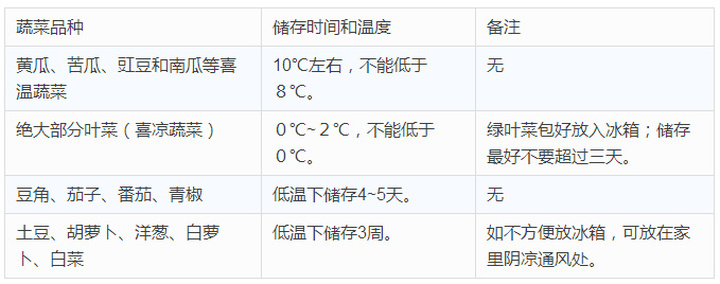 蔬菜品种 储存时间和温度 备注
黄瓜、苦瓜、豇豆和南瓜等喜 10℃左右，不能低于 无
温蔬菜 ８℃。
绝大部分叶菜（喜凉蔬菜） ０℃~２℃，不能低于 绿叶菜包好放入冰箱；储存
０℃。 最好不要超过三天。
豆角、茄子、番茄、青椒 低温下储存4~5天。 无
土豆、胡萝卜、洋葱、白萝 低温下储存3周。 如不方便放冰箱，可放在家
卜、白菜 里阴凉通风处。